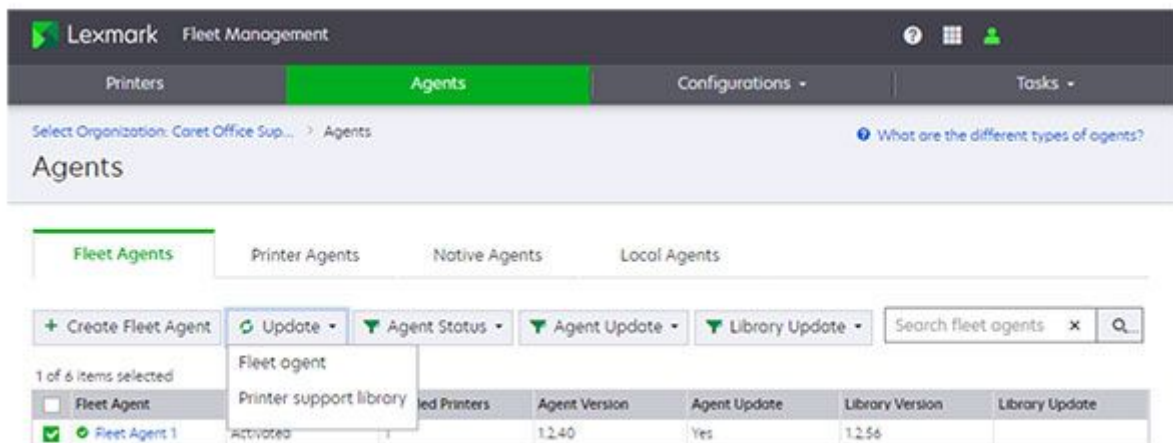 Lexmark Fleet Management
Printers Agents Configurations Tasks
Select Organization: Caret Office Sup... > Agents What are the different types of agents?
Agents
Fleet Agents Printer Agents Native Agents Local Agents
+ Create Fleet Agent Update Agent Status Agent Update Library Update Search fleet agents x
Fleet agent
1 of 6 items selected
Printer support library
Fleet Agent Printers Agent Version Agent Update Library Version Library Update
Fleet Agent 1 Activated 1 1.2.40 Yes 1.2.56